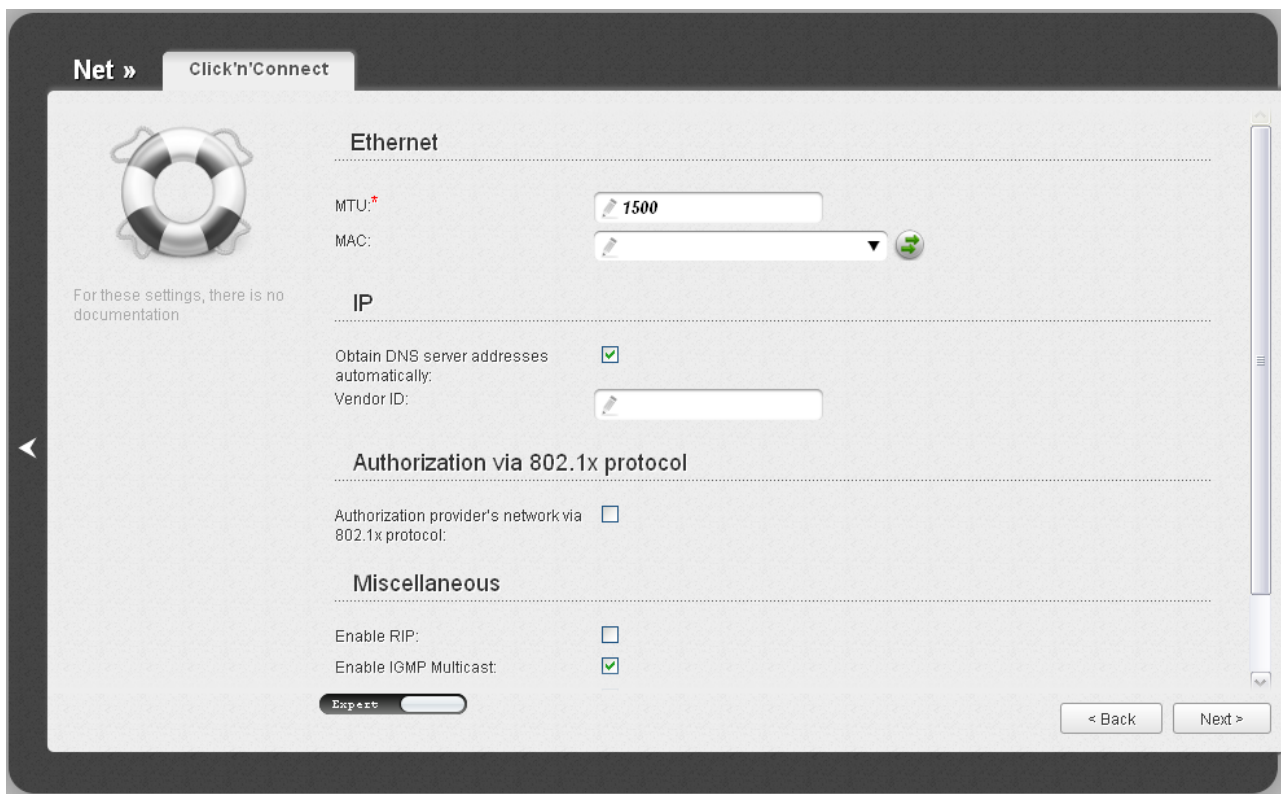 Net »
Click'n'Connect
For these settings, there is no
documentation
Ethernet
MTU:*
1500
MAC:
IP
Obtain DNS server addresses
automatically:
Vendor ID:
Authorization via 802.1x protocol
Authorization provider's network via
802.1x protocol:
Miscellaneous
Enable RIP:
Enable IGMP Multicast:
Expert
< Back
Next >